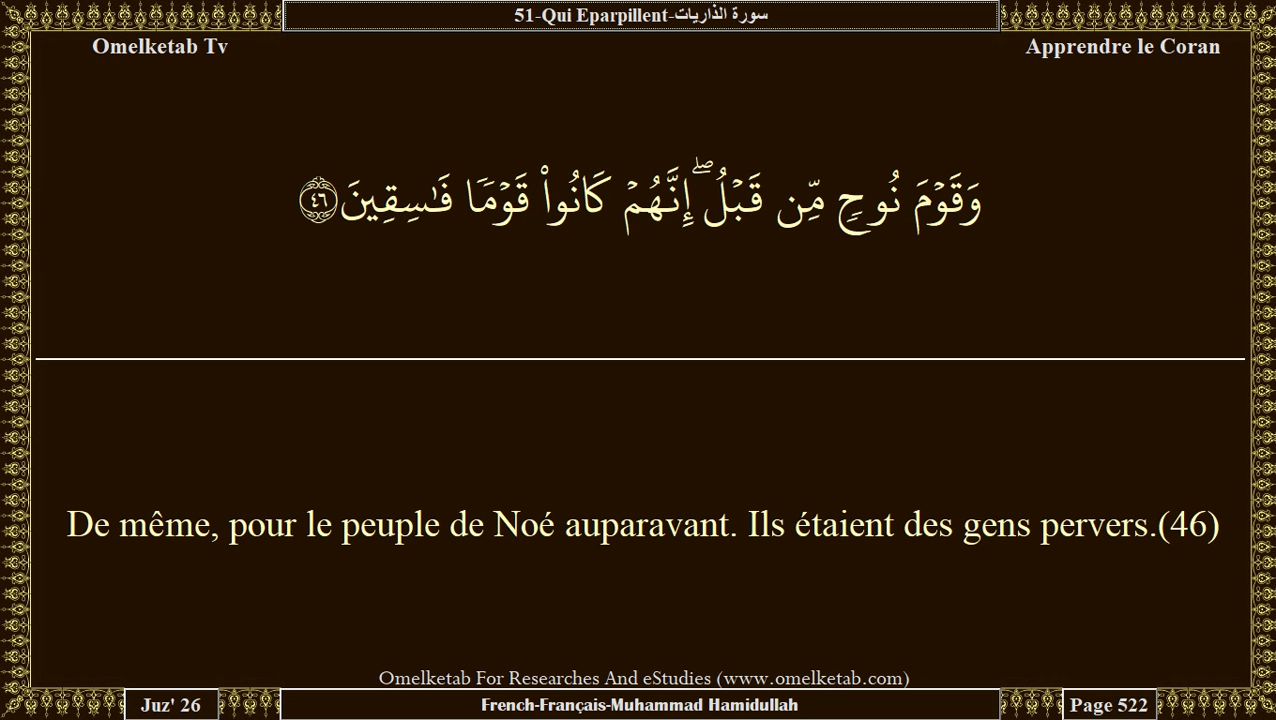 51-Qui Eparpillent-سورة الذاريات
Omelketab Tv
Apprendre le Coran
وَقَوْمَ نُوحٍ مِّن قَبْلُ ۖ إِنَّهُمْ كَانُوا۟ قَوْمًا فَـٰسِقِينَ ٤٦
De même, pour le peuple de Noé auparavant. Ils étaient des gens pervers.(46)
Omelketab For Researches And eStudies (www.omelketab.com)
Juz' 26
French-Français-Muhammad Hamidullah
Page 522